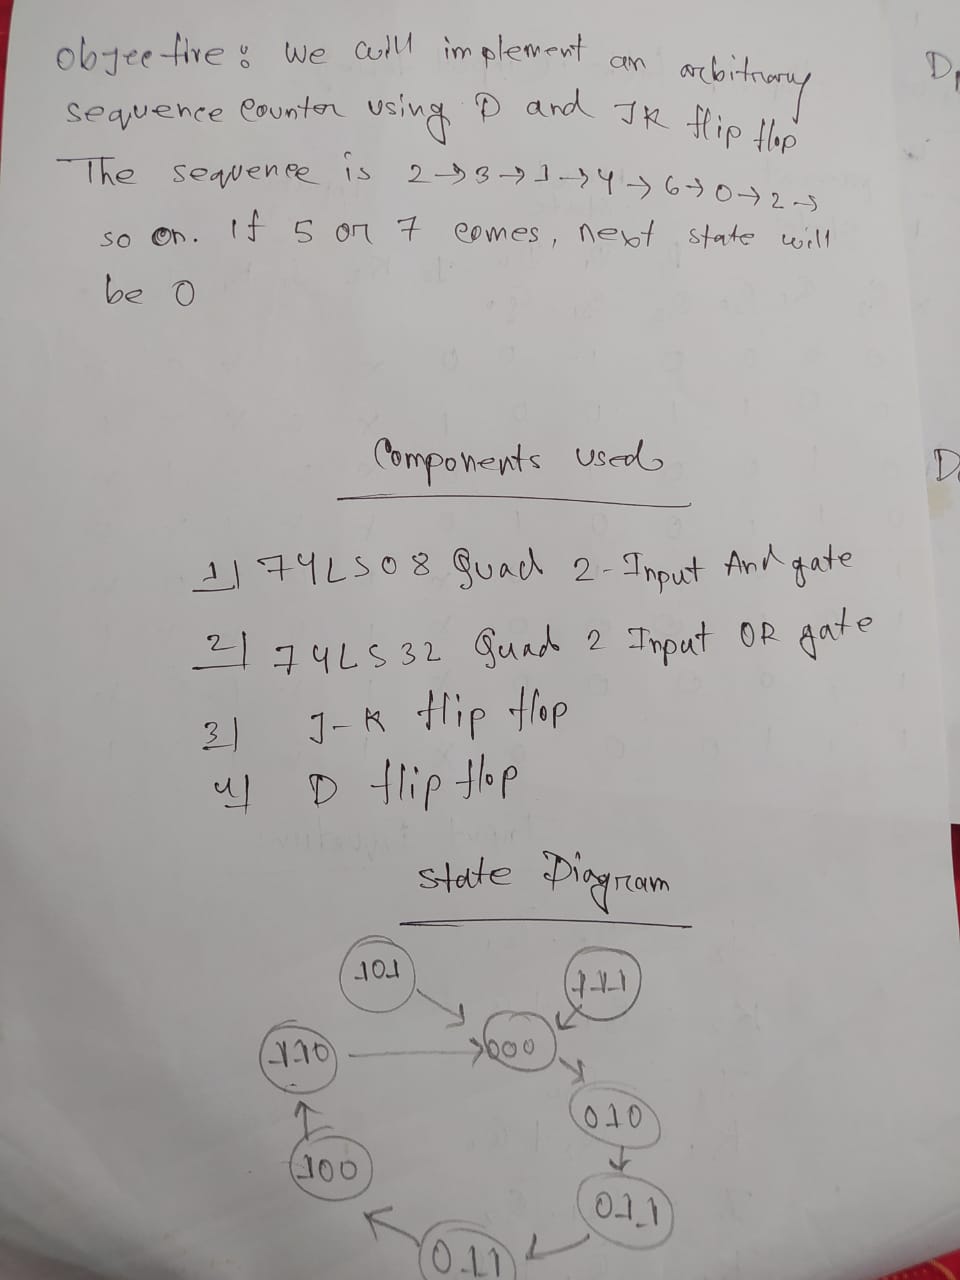 Objective: We will implement an arbitrary
sequence counter using D and JK flip flop
The sequence is 2→3→1→4→6→0→2→
so on. If 5 or 7 comes, next state will
be 0
Components used
1) 74LS08 Quad 2-Input And gate
2) 74LS32 Quad 2 Input OR gate
3) J-K flip flop
4) D flip flop
State Diagram
101
111
110
000
010
100
011
011
D
D